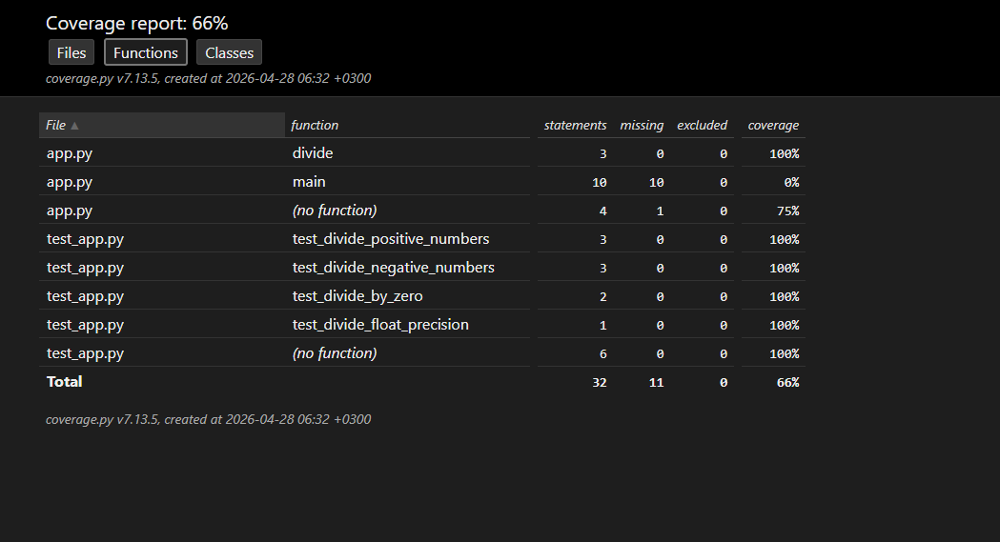 Coverage report: 66%
Files Functions Classes
coverage.py v7.13.5, created at 2026-04-28 06:32 +0300
File ▲ function statements missing excluded coverage
app.py divide 3 0 0 100%
app.py main 10 10 0 0%
app.py (no function) 4 1 0 75%
test_app.py test_divide_positive_numbers 3 0 0 100%
test_app.py test_divide_negative_numbers 3 0 0 100%
test_app.py test_divide_by_zero 2 0 0 100%
test_app.py test_divide_float_precision 1 0 0 100%
test_app.py (no function) 6 0 0 100%
Total 32 11 0 66%
coverage.py v7.13.5, created at 2026-04-28 06:32 +0300